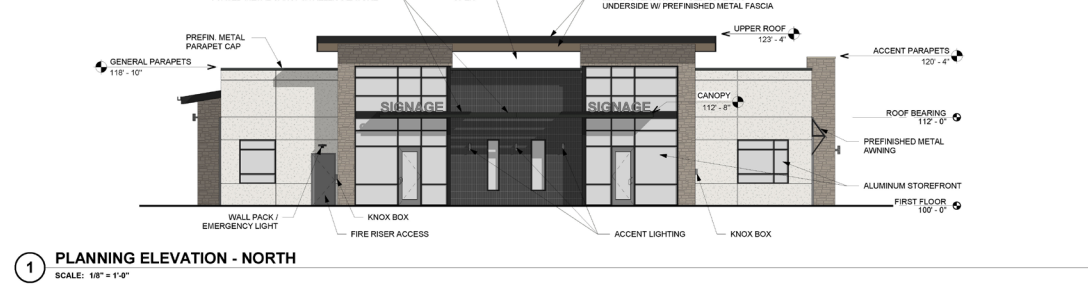 UNDERSIDE W/ PREFINISHED METAL FASCIA
UPPER ROOF
123' - 4"
PREFIN. METAL
PARAPET CAP
ACCENT PARAPETS
120' - 4"
GENERAL PARAPETS
118' - 10"
CANOPY
112' - 8"
SIGNAGE
SIGNAGE
ROOF BEARING
112' - 0"
PREFINISHED METAL
AWNING
ALUMINUM STOREFRONT
FIRST FLOOR
100' - 0"
WALL PACK /
EMERGENCY LIGHT
KNOX BOX
FIRE RISER ACCESS
ACCENT LIGHTING
KNOX BOX
1
PLANNING ELEVATION - NORTH
SCALE: 1/8" = 1'-0"